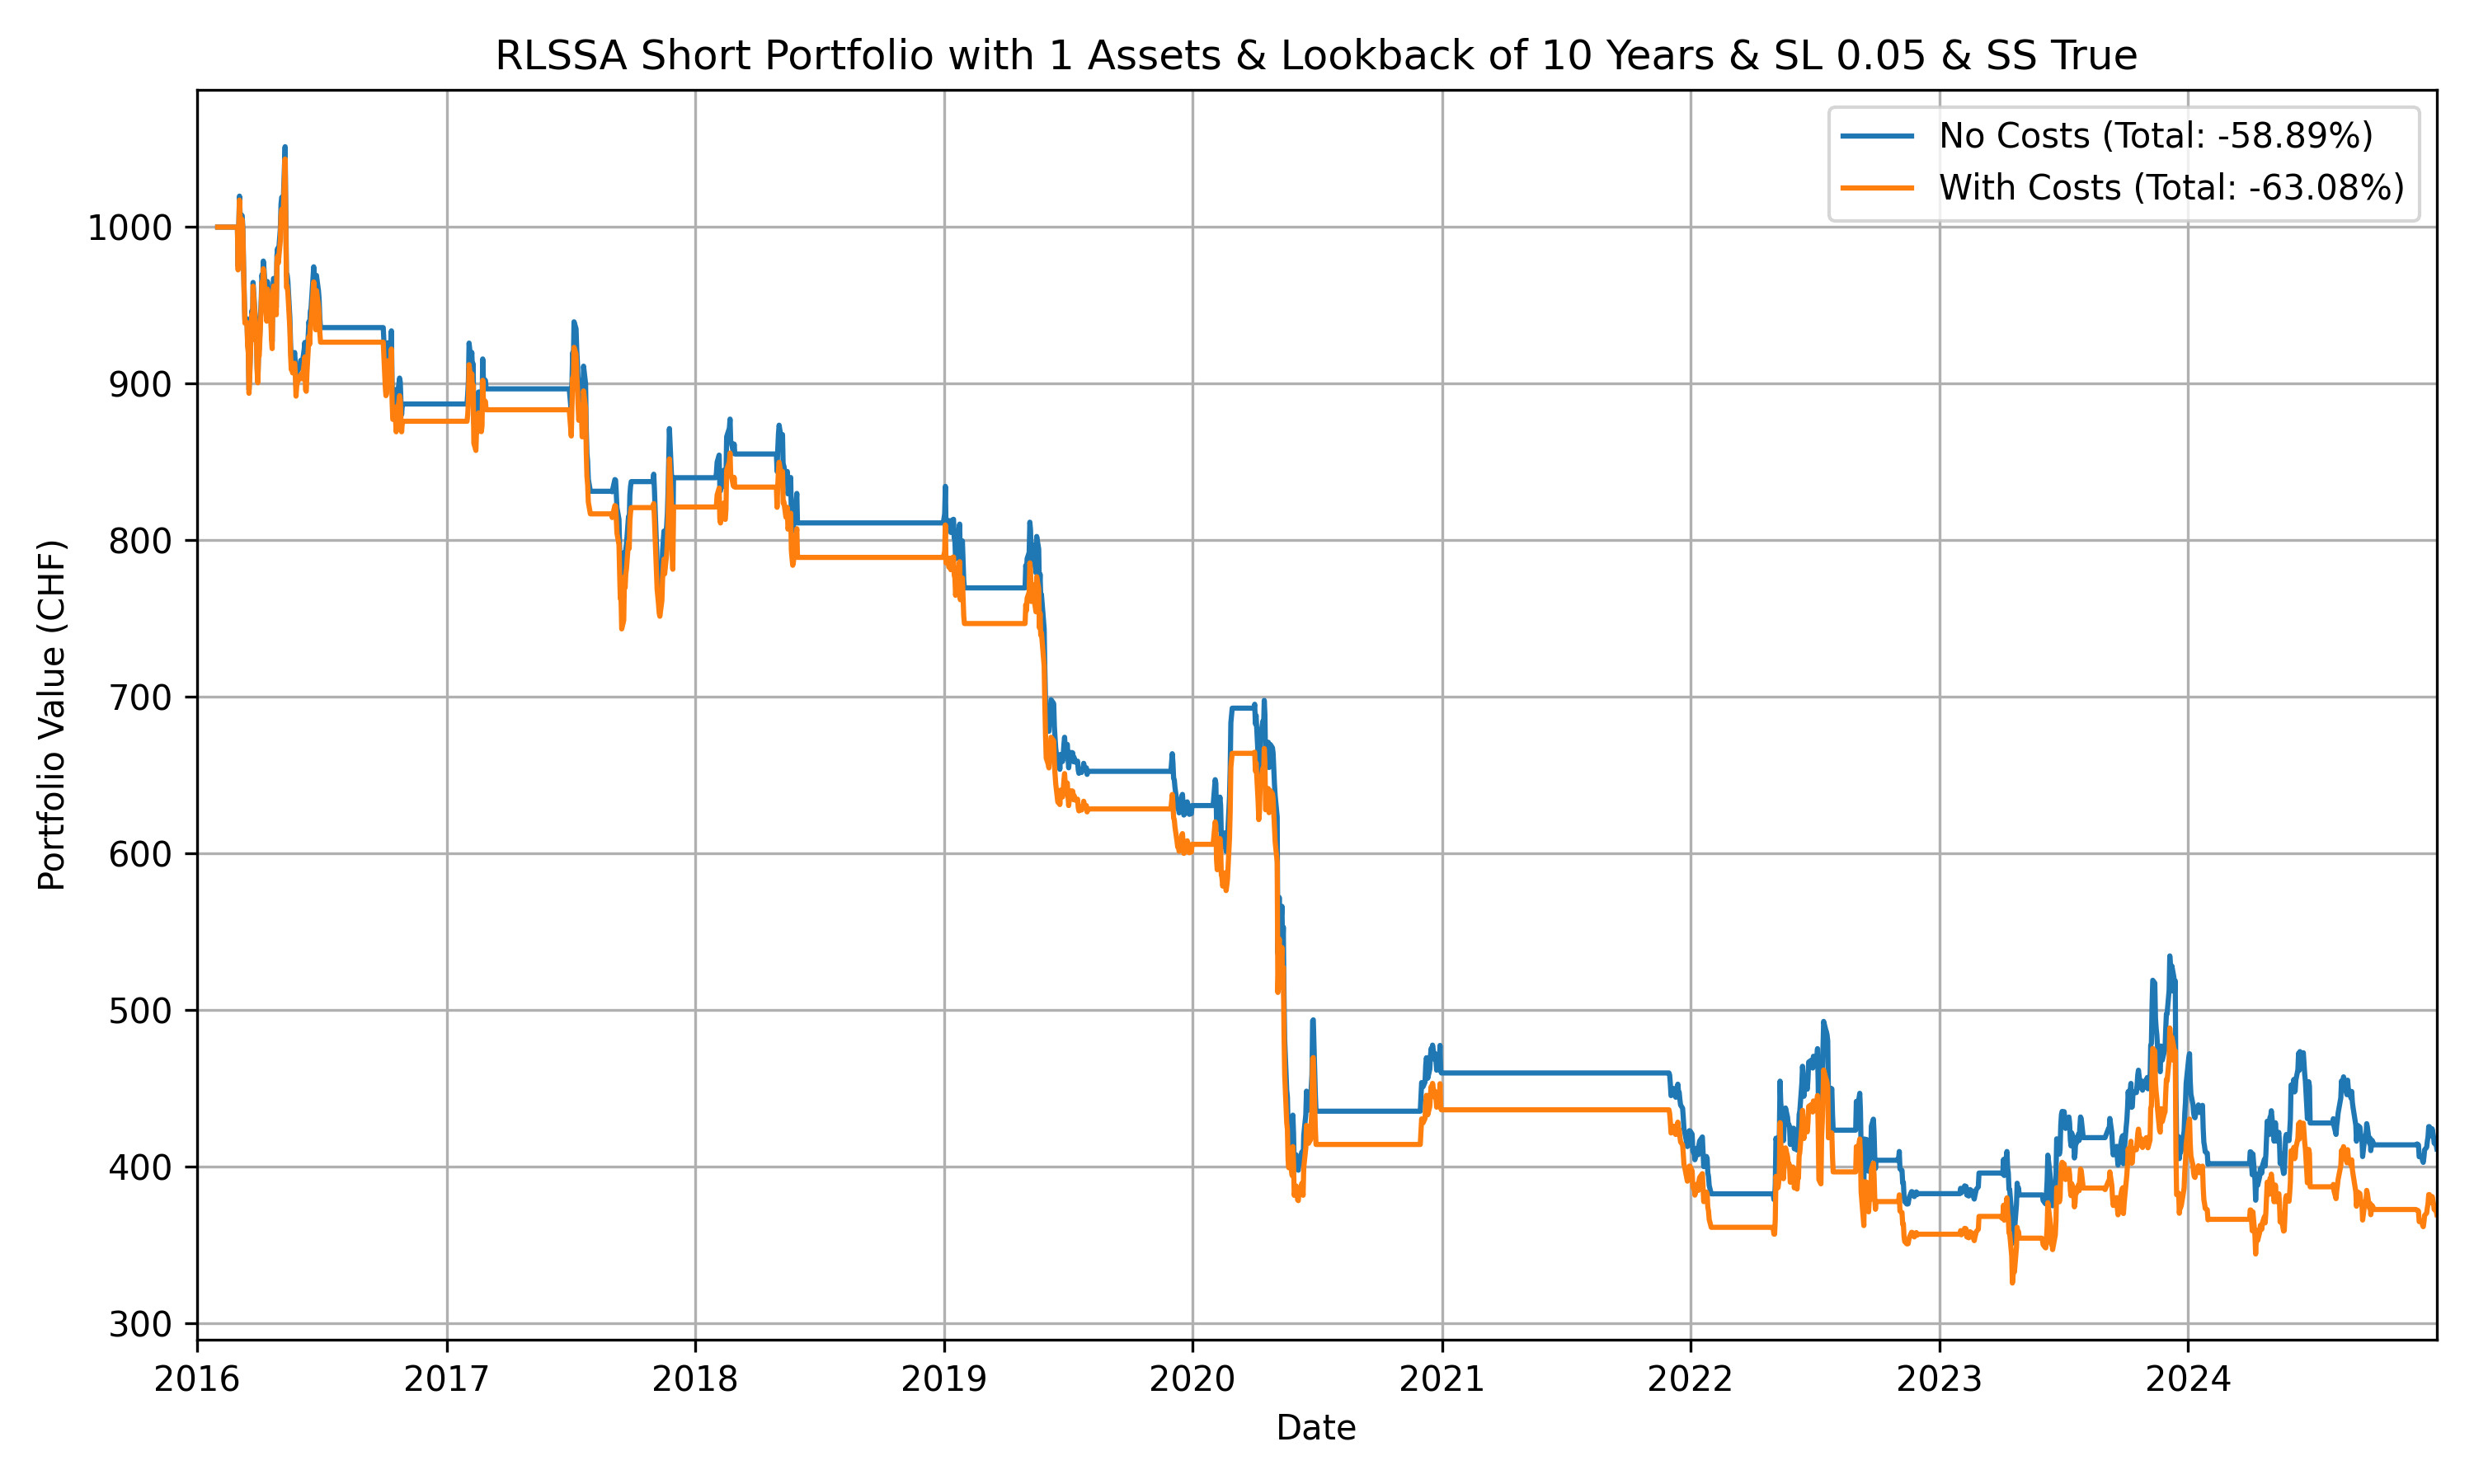 RLSSA Short Portfolio with 1 Assets & Lookback of 10 Years & SL 0.05 & SS True
No Costs (Total: -58.89%)
With Costs (Total: -63.08%)
Portfolio Value (CHF)
1000
900
800
700
600
500
400
300
2016 2017 2018 2019 2020 2021 2022 2023 2024
Date